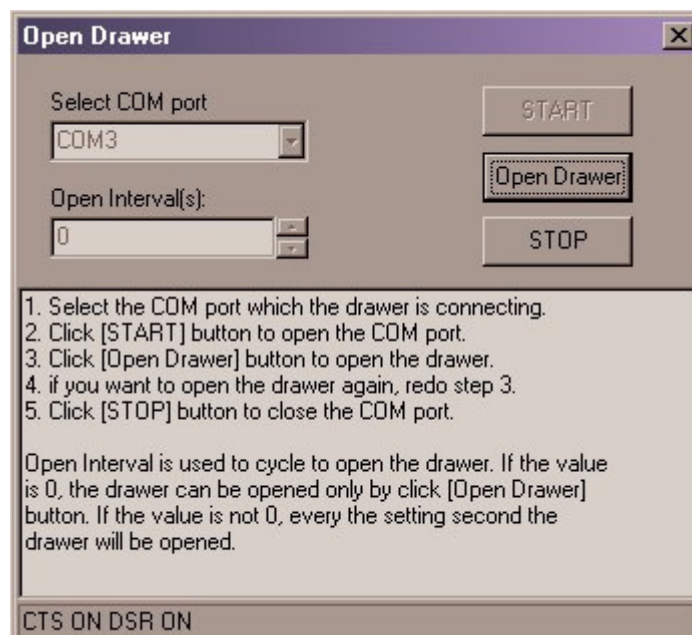 Open Drawer
Select COM port
START
COM3
Open Drawer
Open Interval(s):
0
STOP
1. Select the COM port which the drawer is connecting.
2. Click [START] button to open the COM port.
3. Click [Open Drawer] button to open the drawer.
4. if you want to open the drawer again, redo step 3.
5. Click [STOP] button to close the COM port.
Open Interval is used to cycle to open the drawer. If the value
is 0, the drawer can be opened only by click [Open Drawer]
button. If the value is not 0, every the setting second the
drawer will be opened.
CTS ON DSR ON